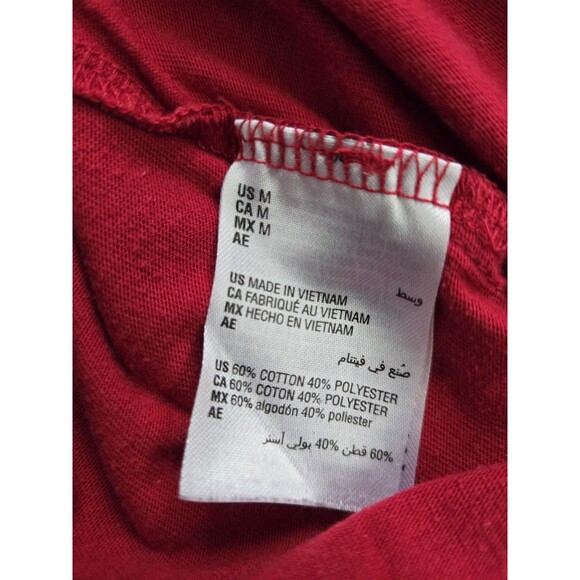 US M
CA M
MX M
AE وسط
US MADE IN VIETNAM
CA FABRIQUÉ AU VIETNAM
MX HECHO EN VIETNAM
AE صُنع في فيتنام
US 60% COTTON 40% POLYESTER
CA 60% COTON 40% POLYESTER
MX 60% algodón 40% poliester
AE 60% قطن 40% بولي أستر